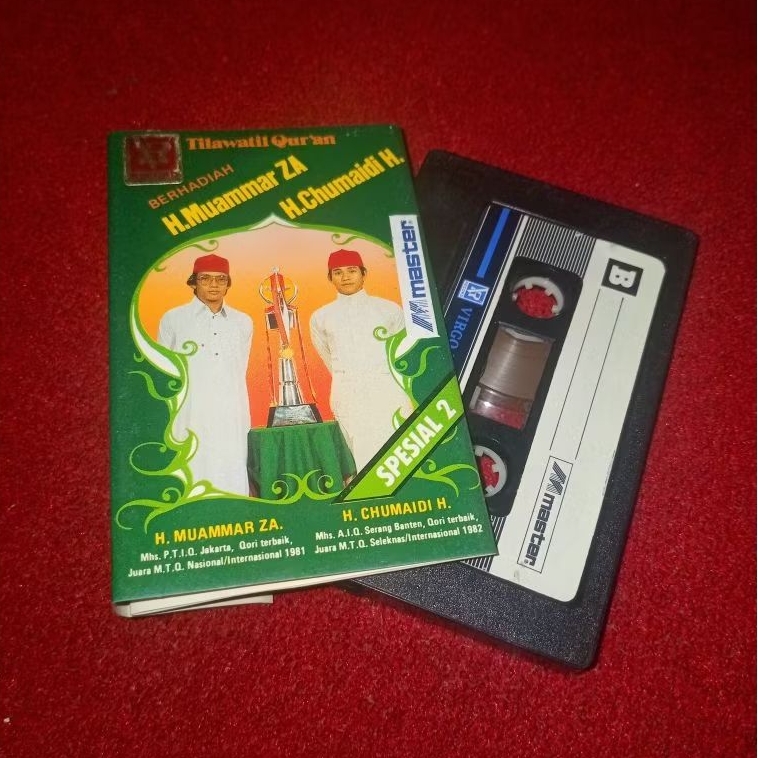 Tilawatil Qur'an
BERHADIAH
H.Muammar ZA
H.Chumaidi H.
master
SPESIAL 2
H. MUAMMAR ZA.
Mhs. P.T.I.Q. Jakarta, Qori terbaik,
Juara M.T.Q. Nasional/Internasional 1981
H. CHUMAIDI H.
Mhs. A.I.Q. Serang Banten, Qori terbaik,
Juara M.T.Q. Seleknas/Internasional 1982
B
VIRGO
master